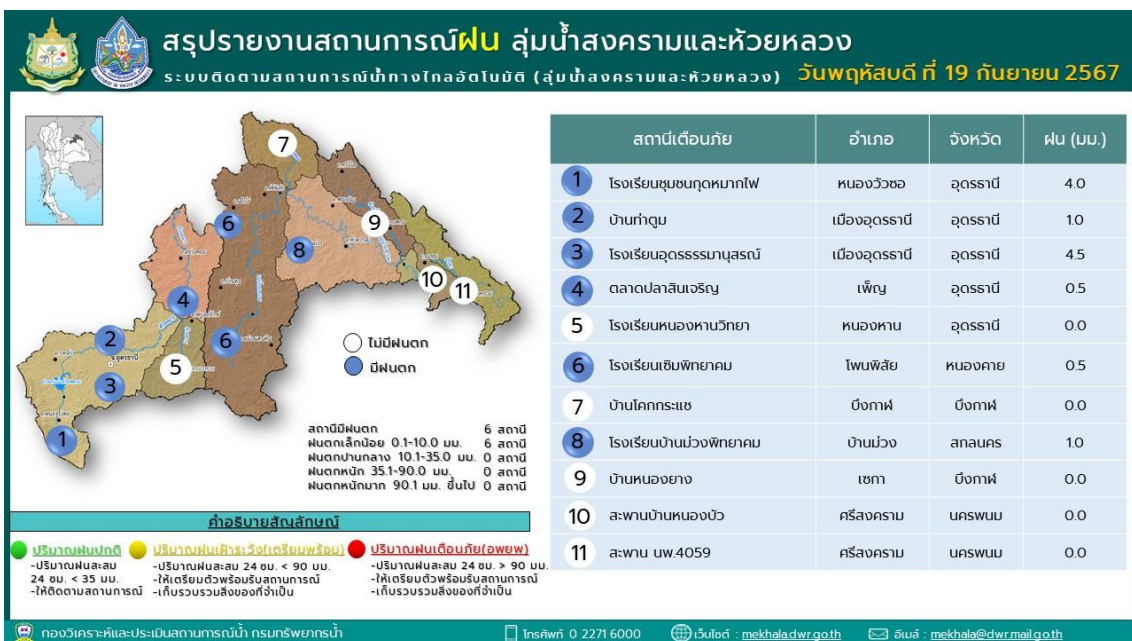 สรุปรายงานสถานการณ์ฝน ลุ่มน้ำสงครามและห้วยหลวง
ระบบติดตามสถานการณ์น้ำทางไกลอัตโนมัติ (ลุ่มน้ำสงครามและห้วยหลวง) วันพฤหัสบดี ที่ 19 กันยายน 2567
7
6
9
8
10
11
4
2
6
5
3
1
จ.อุดรธานี
ไม่มีฝนตก
มีฝนตก
สถานีมีฝนตก 6 สถานี
ฝนตกเล็กน้อย 0.1-10.0 มม. 6 สถานี
ฝนตกปานกลาง 10.1-35.0 มม. 0 สถานี
ฝนตกหนัก 35.1-90.0 มม. 0 สถานี
ฝนตกหนักมาก 90.1 มม. ขึ้นไป 0 สถานี
คำอธิบายสัญลักษณ์
ปริมาณฝนปกติ
-ปริมาณฝนสะสม
24 ชม. < 35 มม.
-ให้ติดตามสถานการณ์
ปริมาณฝนเฝ้าระวัง(เตรียมพร้อม)
-ปริมาณฝนสะสม 24 ชม. < 90 มม.
-ให้เตรียมตัวพร้อมรับสถานการณ์
-เก็บรวบรวมสิ่งของที่จำเป็น
ปริมาณฝนเตือนภัย(อพยพ)
-ปริมาณฝนสะสม 24 ชม. > 90 มม.
-ให้เตรียมตัวพร้อมรับสถานการณ์
-เก็บรวบรวมสิ่งของที่จำเป็น
สถานีเตือนภัย อำเภอ จังหวัด ฝน (มม.)
1 โรงเรียนชุมชนกุดหมากไฟ หนองวัวซอ อุดรธานี 4.0
2 บ้านท่าตูม เมืองอุดรธานี อุดรธานี 1.0
3 โรงเรียนอุดรธรรมานุสรณ์ เมืองอุดรธานี อุดรธานี 4.5
4 ตลาดปลาสินเจริญ เพ็ญ อุดรธานี 0.5
5 โรงเรียนหนองหานวิทยา หนองหาน อุดรธานี 0.0
6 โรงเรียนเซิมพิทยาคม โพนพิสัย หนองคาย 0.5
7 บ้านโคกกระแซ บึงกาฬ บึงกาฬ 0.0
8 โรงเรียนบ้านม่วงพิทยาคม บ้านม่วง สกลนคร 1.0
9 บ้านหนองยาง เซกา บึงกาฬ 0.0
10 สะพานบ้านหนองบัว ศรีสงคราม นครพนม 0.0
11 สะพาน นพ.4059 ศรีสงคราม นครพนม 0.0
กองวิเคราะห์และประเมินสถานการณ์น้ำ กรมทรัพยากรน้ำ โทรศัพท์ 0 2271 6000 เว็บไซต์ : mekhala.dwr.go.th อีเมล์ : mekhala@dwr.mail.go.th